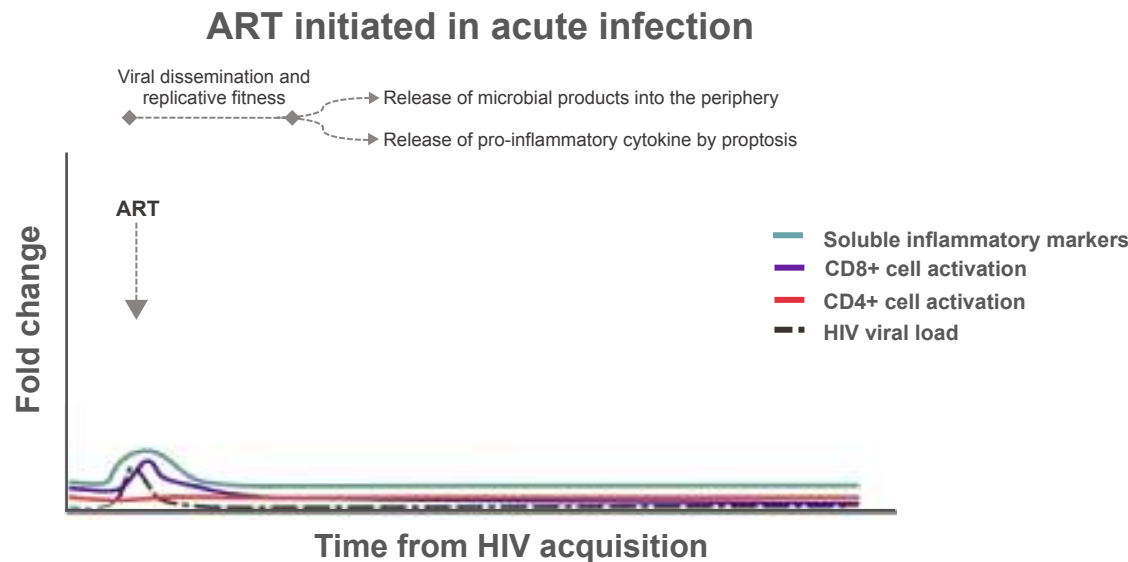 ART initiated in acute infection
Viral dissemination and
replicative fitness
Release of microbial products into the periphery
Release of pro-inflammatory cytokine by proptosis
ART
Fold change
Soluble inflammatory markers
CD8+ cell activation
CD4+ cell activation
HIV viral load
Time from HIV acquisition